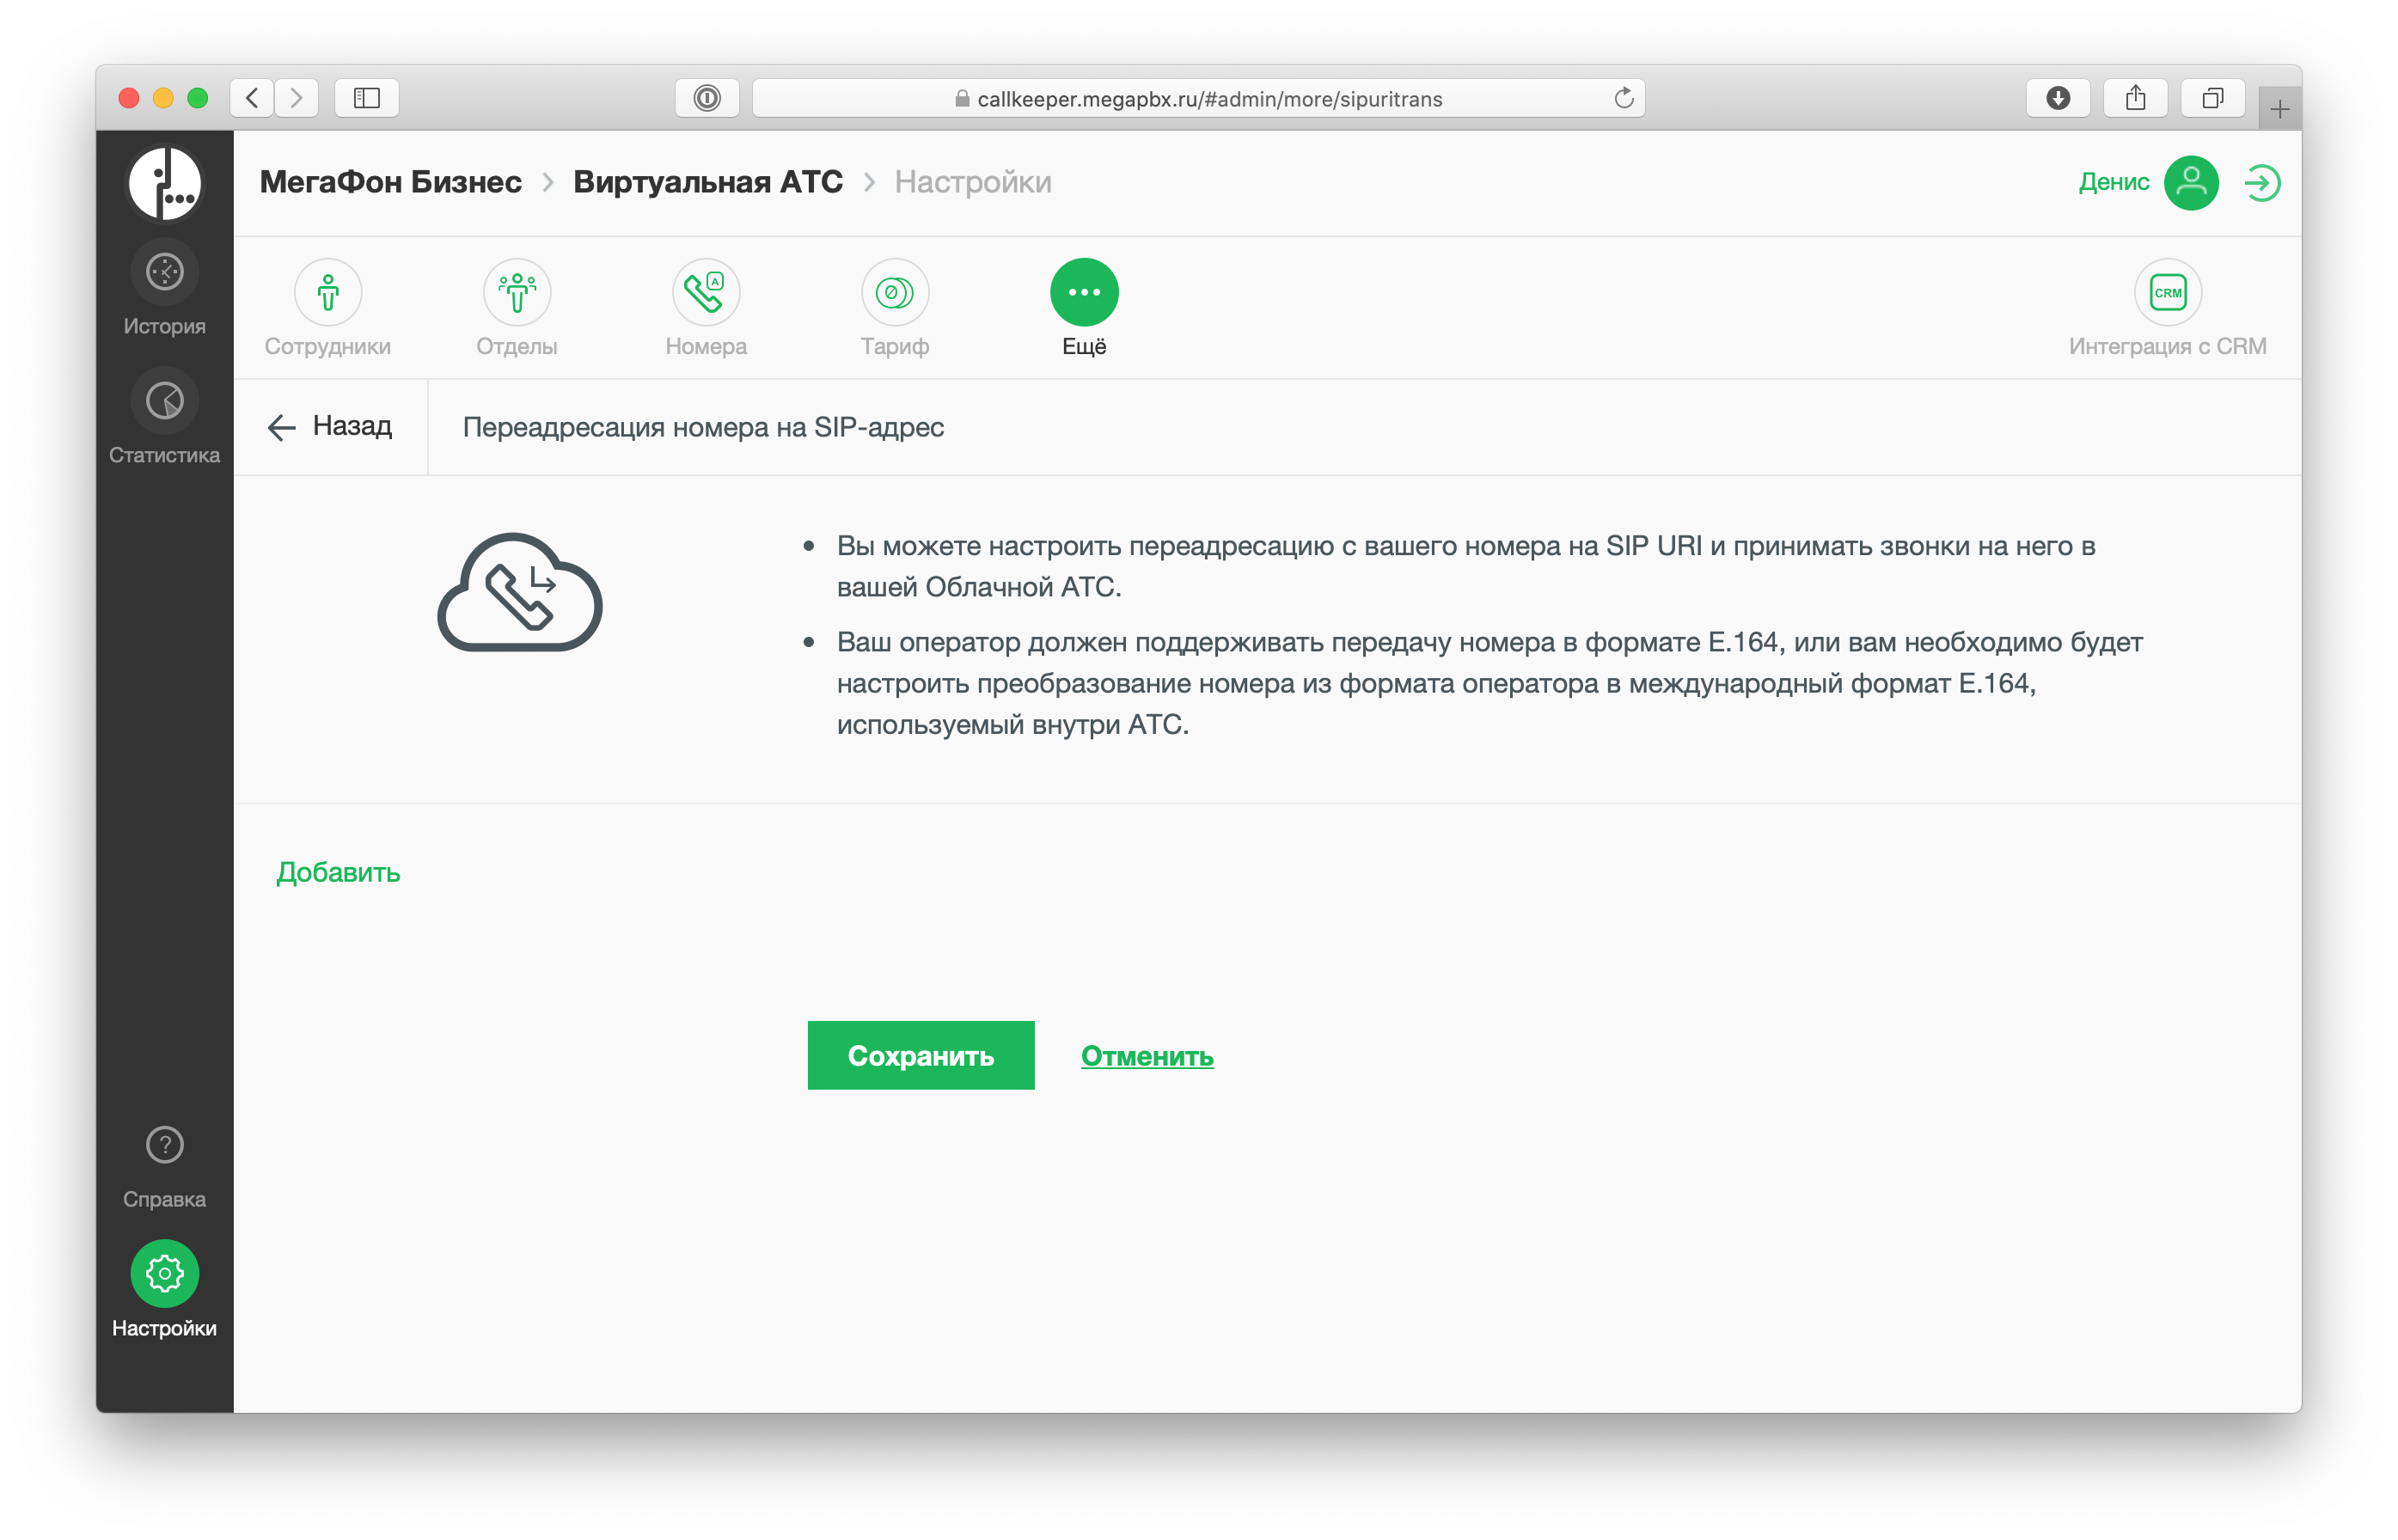 callkeeper.megapbx.ru/#admin/more/sipuritrans
МегаФон Бизнес > Виртуальная АТС > Настройки
Денис
История
Статистика
Справка
Настройки
Сотрудники
Отделы
A
Номера
Тариф
Ещё
CRM
Интеграция с CRM
Назад
Переадресация номера на SIP-адрес
Вы можете настроить переадресацию с вашего номера на SIP URI и принимать звонки на него в
вашей Облачной АТС.
Ваш оператор должен поддерживать передачу номера в формате E.164, или вам необходимо будет
настроить преобразование номера из формата оператора в международный формат E.164,
используемый внутри АТС.
Добавить
Сохранить
Отменить